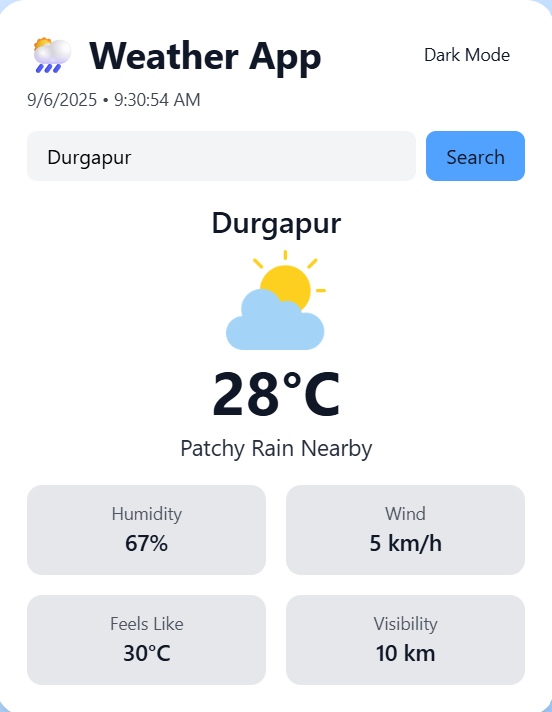 Weather App
Dark Mode
9/6/2025 • 9:30:54 AM
Durgapur
Search
Durgapur
28°C
Patchy Rain Nearby
Humidity
67%
Wind
5 km/h
Feels Like
30°C
Visibility
10 km